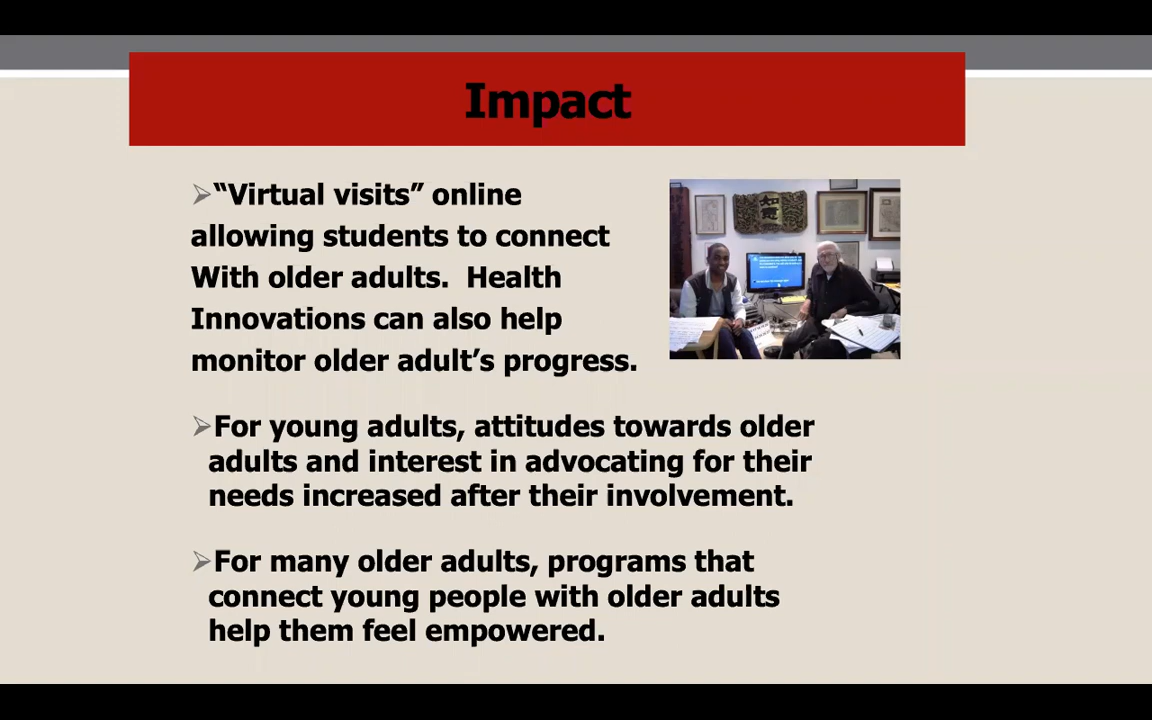 Impact
“Virtual visits” online
allowing students to connect
With older adults.  Health
Innovations can also help
monitor older adult’s progress.
For young adults, attitudes towards older
adults and interest in advocating for their
needs increased after their involvement.
For many older adults, programs that
connect young people with older adults
help them feel empowered.